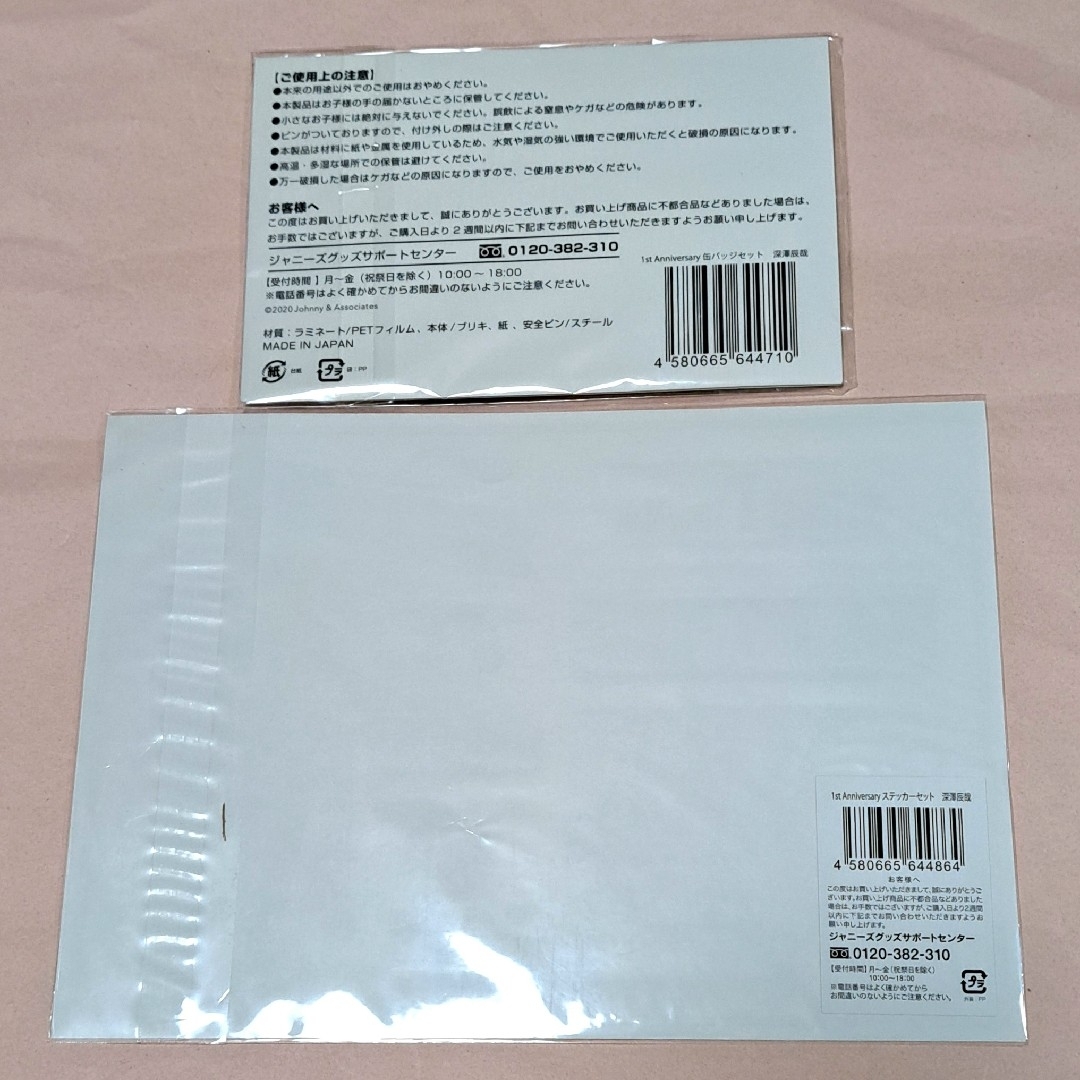 【ご使用上の注意】
●本来の用途以外でのご使用はおやめください。
●本製品はお子様の手の届かないところに保管してください。
●小さなお子様には絶対に与えないでください。誤飲による窒息やケガなどの危険があります。
●ピンがついておりますので、付け外しの際はご注意ください。
●本製品は材料に紙や金属を使用しているため、水気や湿気の強い環境でご使用いただくと破損の原因になります。
●高温・多湿な場所での保管は避けてください。
●万一破損した場合はケガなどの原因になりますので、ご使用をおやめください。
お客様へ
この度はお買い上げいただきまして、誠にありがとうございます。お買い上げ商品に不都合品などありました場合は、
お手数ではございますが、ご購入日より2週間以内に下記までお問い合わせいただきますようお願い申し上げます。
ジャニーズグッズサポートセンター 0120-382-310
【受付時間】月〜金（祝祭日を除く）10:00〜18:00
※電話番号はよく確かめてからお間違いのないようにご注意ください。
©2020 Johnny & Associates
材質：ラミネート/PETフィルム、本体/ブリキ、紙、安全ピン/スチール
MADE IN JAPAN
紙 台紙 プラ 袋：PP
1st Anniversary 缶バッジセット 深澤辰哉
4 580665 644710
1st Anniversary ステッカーセット 深澤辰哉
4 580665 644864
お客様へ
この度はお買い上げいただきまして、誠にありがとうご
ざいます。お買い上げ商品に不都合品などありました
場合は、お手数ではございますが、ご購入日より2週間
以内に下記までお問い合わせいただきますようお
願い申し上げます。
ジャニーズグッズサポートセンター
0120-382-310
【受付時間】月〜金（祝祭日を除く）
10:00〜18:00
※電話番号はよく確かめてから
お間違いのないようにご注意ください。
プラ
外装：PP